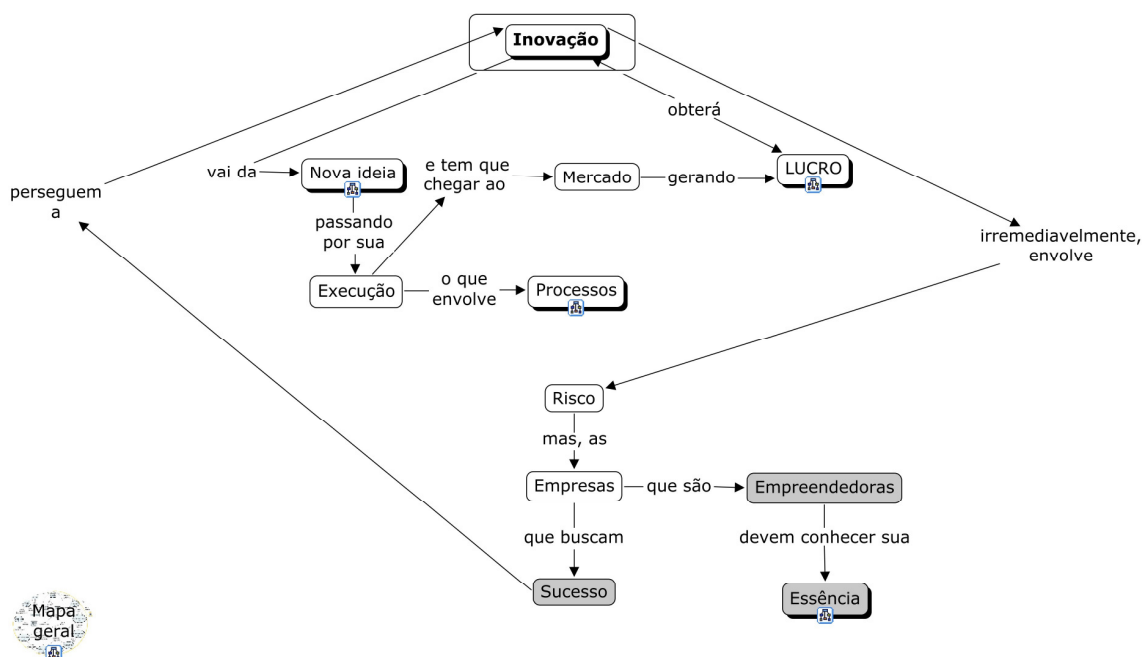 Inovação
obterá
vai da
Nova ideia
e tem que
chegar ao
Mercado
gerando
LUCRO
perseguem
a
passando
por sua
irremediavelmente,
envolve
Execução
o que
envolve
Processos
Risco
mas, as
Empresas
que são
Empreendedoras
que buscam
devem conhecer sua
Sucesso
Essência
Mapa
geral